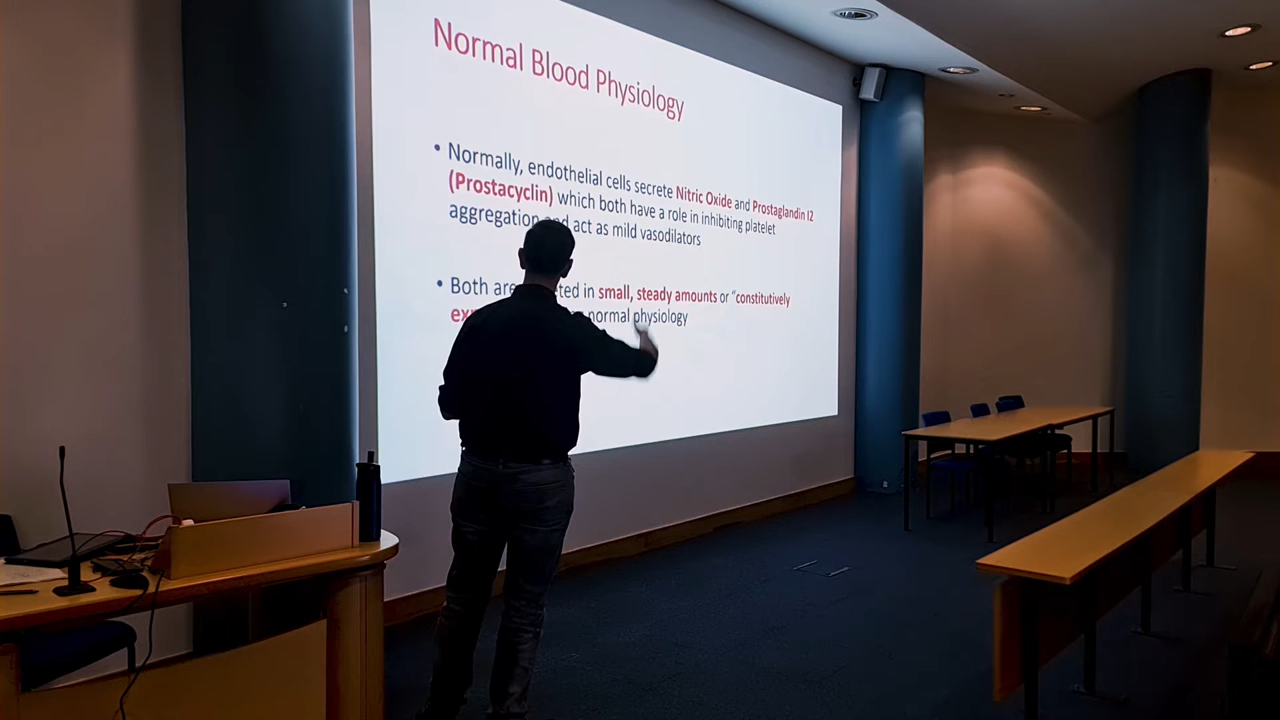 Normal Blood Physiology
• Normally, endothelial cells secrete Nitric Oxide and Prostaglandin I2
(Prostacyclin) which both have a role in inhibiting platelet
aggregation and act as mild vasodilators
• Both are in small, steady amounts or “constitutively
normal physiology